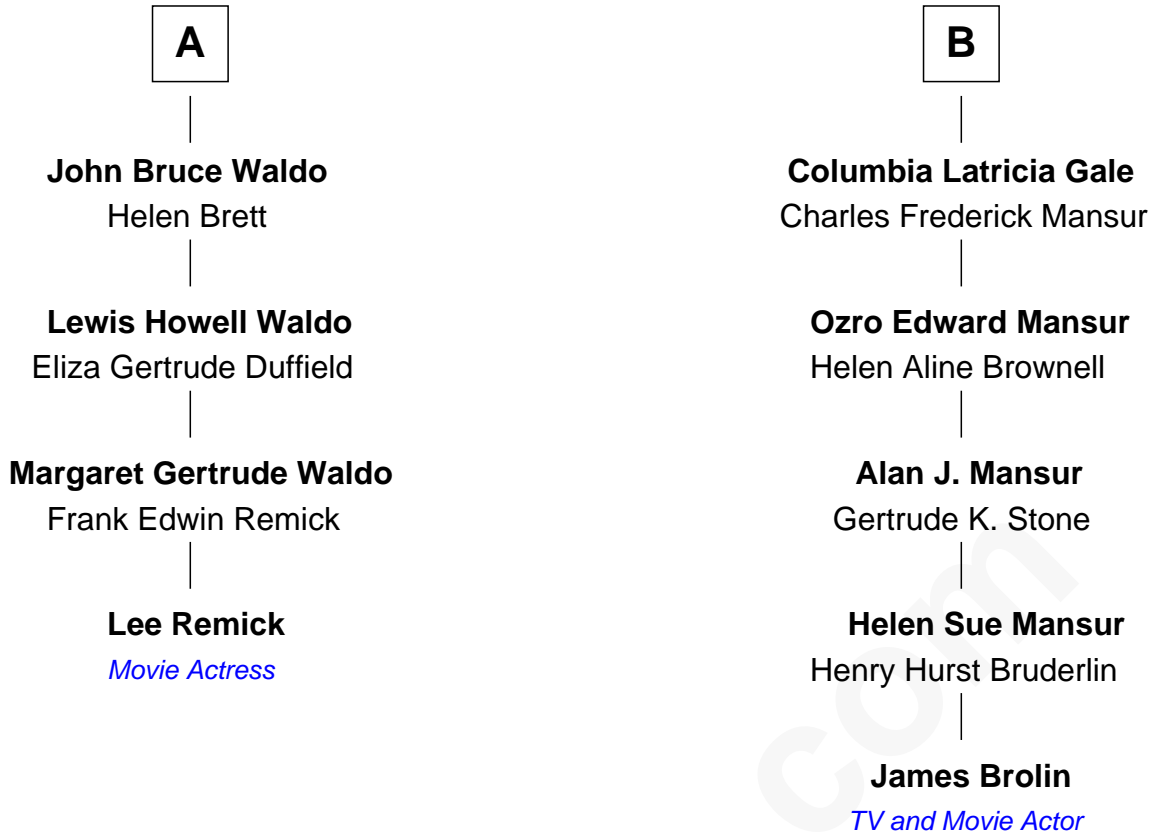 A
John Bruce Waldo
Helen Brett
Lewis Howell Waldo
Eliza Gertrude Duffield
Margaret Gertrude Waldo
Frank Edwin Remick
Lee Remick
Movie Actress
B
Columbia Latricia Gale
Charles Frederick Mansur
Ozro Edward Mansur
Helen Aline Brownell
Alan J. Mansur
Gertrude K. Stone
Helen Sue Mansur
Henry Hurst Bruderlin
James Brolin
TV and Movie Actor
com